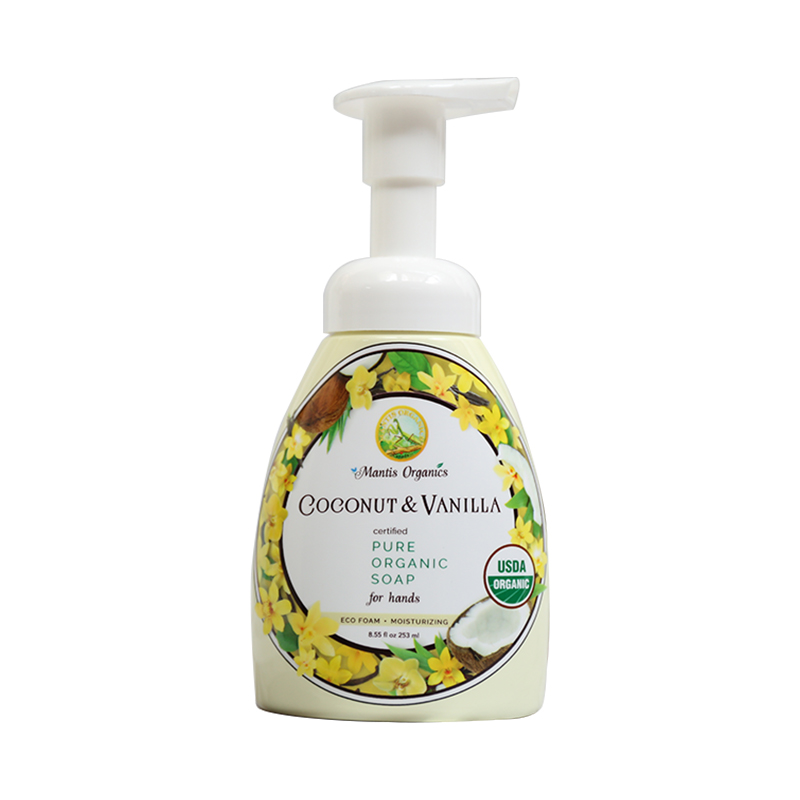 Mantis Organics
COCONUT & VANILLA
certified
PURE
ORGANIC
SOAP
for hands
ECO FOAM • MOISTURIZING
8.55 fl oz 253 ml
USDA
ORGANIC